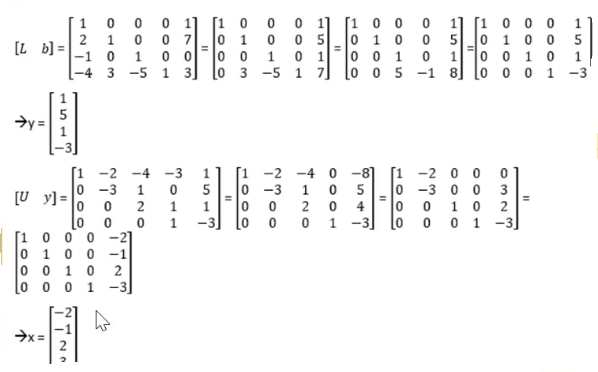 [1 0 0 0 1] [1 0 0 0 1] [1 0 0 0 1] [1 0 0 0 1]
[L b] = [2 1 0 0 7] = [0 1 0 0 5] = [0 1 0 0 5] = [0 1 0 0 5]
[−1 0 1 0 0] [0 0 1 0 1] [0 0 1 0 1] [0 0 1 0 1]
[−4 3 −5 1 3] [0 3 −5 1 7] [0 0 5 −1 8] [0 0 0 1 −3]
[1]
→y = [5]
[1]
[−3]
[1 −2 −4 −3 1] [1 −2 −4 0 −8] [1 −2 0 0 0]
[U y] = [0 −3 1 0 5] = [0 −3 1 0 5] = [0 −3 0 0 3] =
[0 0 2 1 1] [0 0 2 0 4] [0 0 1 0 2]
[0 0 0 1 −3] [0 0 0 1 −3] [0 0 0 1 −3]
[1 0 0 0 −2]
[0 1 0 0 −1]
[0 0 1 0 2]
[0 0 0 1 −3]
[−2]
→x = [−1]
[2]